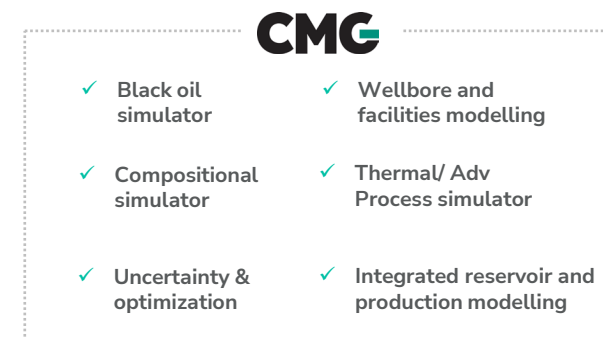 CMG
Black oil
simulator
Wellbore and
facilities modelling
Compositional
simulator
Thermal/ Adv
Process simulator
Uncertainty &
optimization
Integrated reservoir and
production modelling